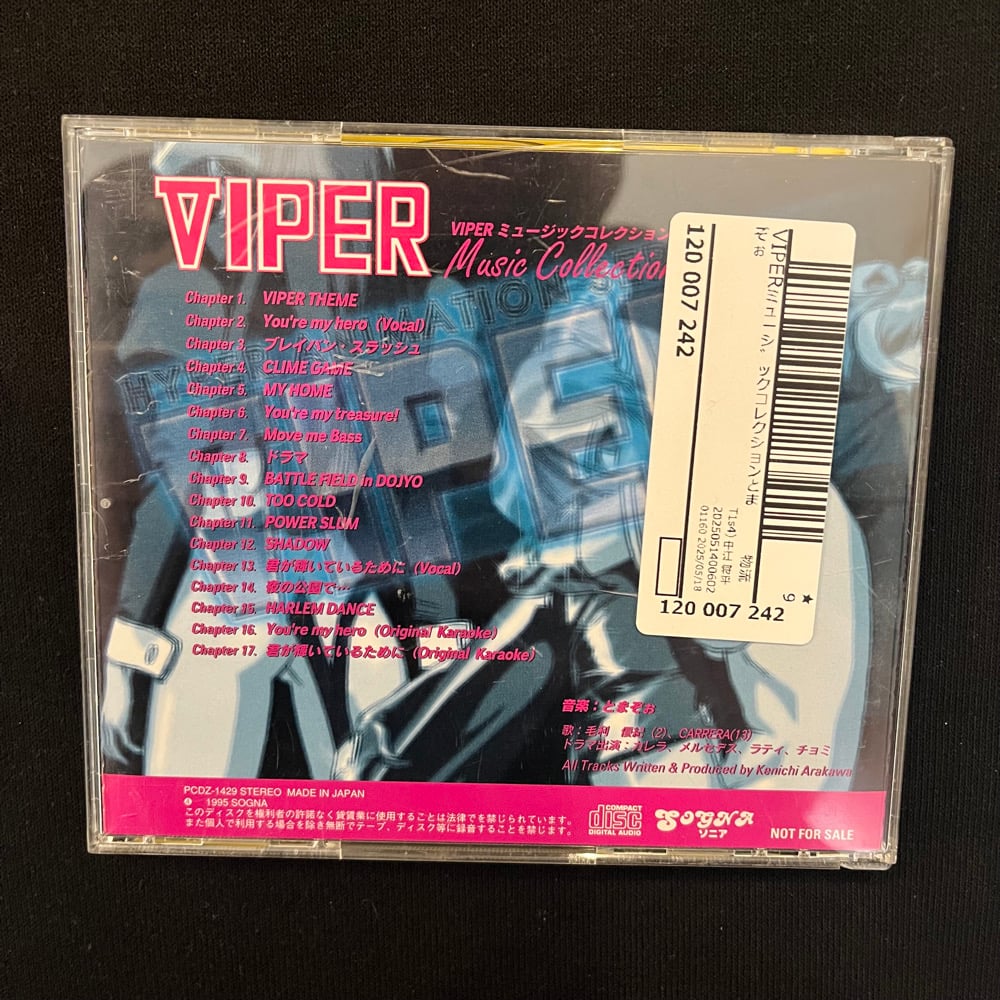 VIPER
VIPER ミュージックコレクション
Music Collection
Chapter 1. VIPER THEME
Chapter 2. You're my hero (Vocal)
Chapter 3. ブレイバン・スラッシュ
Chapter 4. CLIME GAME
Chapter 5. MY HOME
Chapter 6. You're my treasure!
Chapter 7. Move me Bass
Chapter 8. ドラマ
Chapter 9. BATTLE FIELD in DOJYO
Chapter 10. TOO COLD
Chapter 11. POWER SLUM
Chapter 12. SHADOW
Chapter 13. 君が輝いているために (Vocal)
Chapter 14. 夜の公園で…
Chapter 15. HARLEM DANCE
Chapter 16. You're my hero (Original Karaoke)
Chapter 17. 君が輝いているために (Original Karaoke)
音楽：とまぞぉ
歌：毛利 (2)、CARRERA(13)
ドラマ出演：カレラ、メルセデス、ラティ、チョミ
All Tracks Written & Produced by Kenichi Arakawa
PCDZ-1429 STEREO MADE IN JAPAN
℗ 1995 SOGNA
このディスクを権利者の許諾なく賃貸業に使用することは法律で禁じられています。
また個人で利用する場合を除き無断でテープ、ディスク等に録音することを禁じます。
COMPACT
disc
DIGITAL AUDIO
SOGNA
ソニア
NOT FOR SALE
VIPERミュージックコレクションとま
ぞぉ
120 007 242
物流 9
★
20250514000602
01160 2025/05/18
120 007 242
VIPER